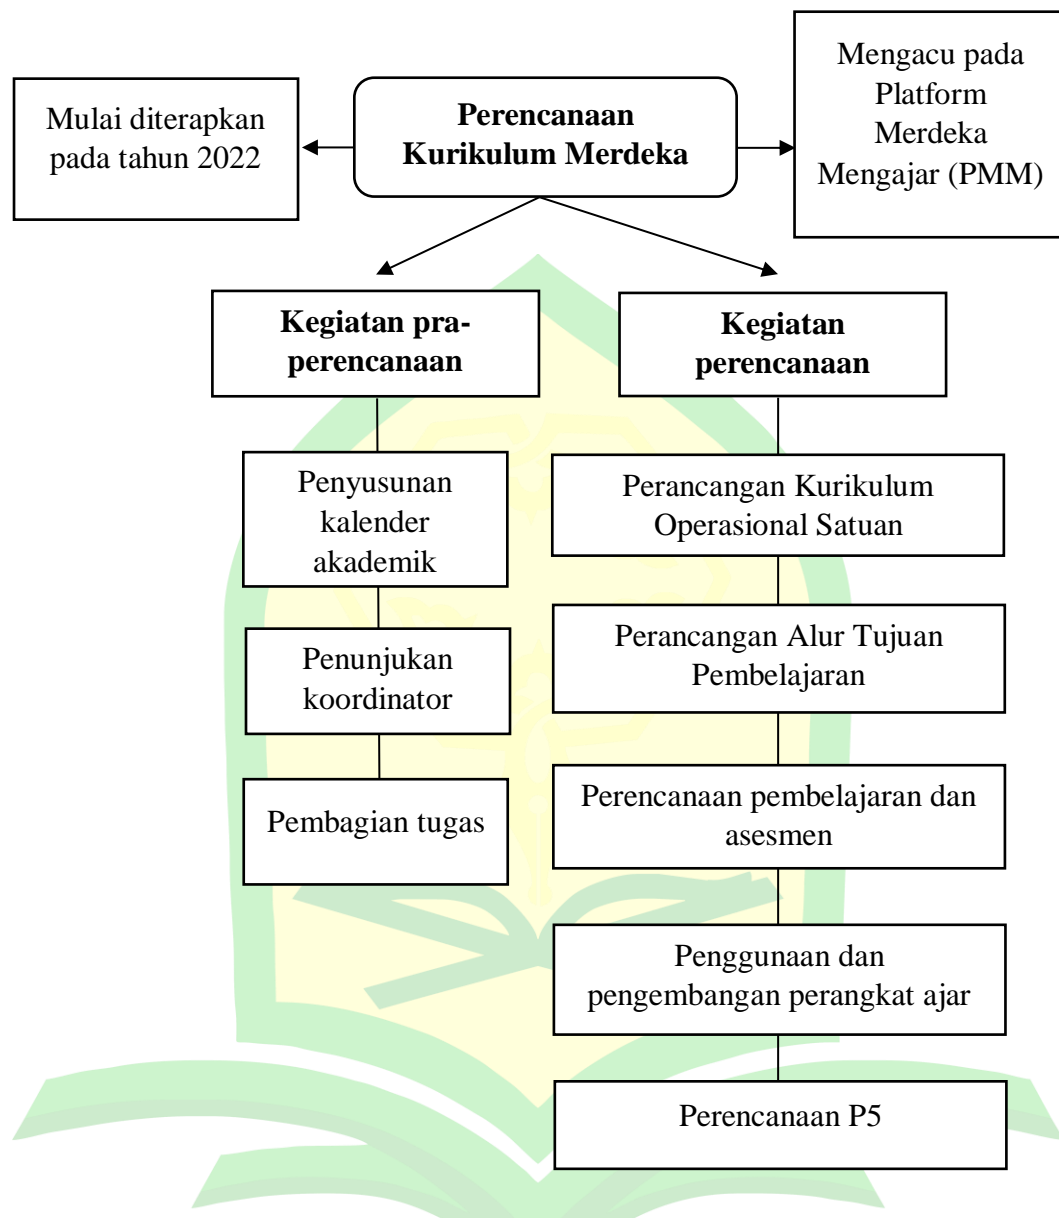 Perencanaan
Kurikulum Merdeka
Mulai diterapkan
pada tahun 2022
Mengacu pada
Platform
Merdeka
Mengajar (PMM)
Kegiatan pra-
perencanaan
Penyusunan
kalender
akademik
Penunjukan
koordinator
Pembagian tugas
Kegiatan
perencanaan
Perancangan Kurikulum
Operasional Satuan
Perancangan Alur Tujuan
Pembelajaran
Perencanaan pembelajaran dan
asesmen
Penggunaan dan
pengembangan perangkat ajar
Perencanaan P5